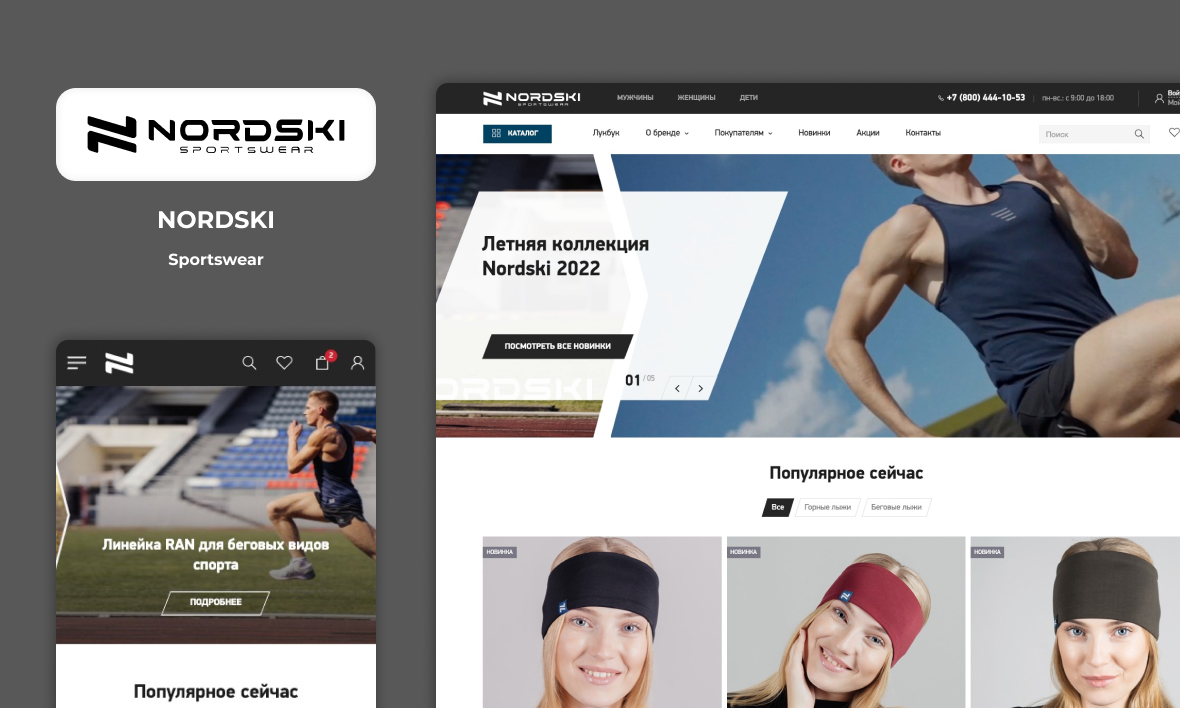 NORDSKI
SPORTSWEAR
NORDSKI
Sportswear
2
Линейка RAN для беговых видов
спорта
ПОДРОБНЕЕ
Популярное сейчас
NORDSKI
SPORTSWEAR
МУЖЧИНЫ ЖЕНЩИНЫ ДЕТИ
+7 (800) 444-10-53
пн-вс.: с 9:00 до 18:00
Вой
Мой
КАТАЛОГ
Лукбук О бренде Покупателям Новинки Акции Контакты
Поиск
Летняя коллекция
Nordski 2022
ПОСМОТРЕТЬ ВСЕ НОВИНКИ
NORDSKI
01 / 05
Популярное сейчас
Все Горные лыжи Беговые лыжи
НОВИНКА НОВИНКА НОВИНКА